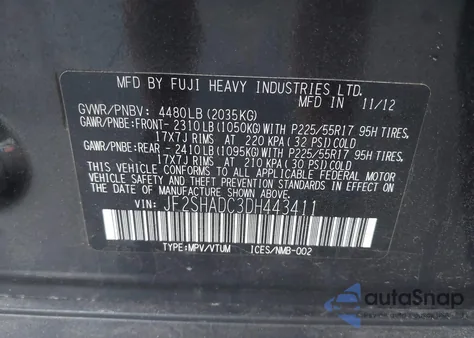 MFD BY FUJI HEAVY INDUSTRIES LTD.
MFD IN 11/12
GVWR/PNBV: 4480LB (2035KG)
GAWR/PNBE: FRONT- 2310LB (1050KG) WITH P225/55R17 95H TIRES,
17X7J RIMS AT 220 KPA (32 PSI) COLD
GAWR/PNBE: REAR - 2410LB (1095KG) WITH P225/55R17 95H TIRES,
17X7J RIMS AT 210 KPA (30 PSI) COLD
THIS VEHICLE CONFORMS TO ALL APPLICABLE FEDERAL MOTOR
VEHICLE SAFETY AND THEFT PREVENTION STANDARDS IN EFFECT
ON THE DATE OF MANUFACTURE SHOWN ABOVE.
VIN: JF2SHADC3DH443411
TYPE:MPV/VTUM ICES/NMB-002
autoSnap